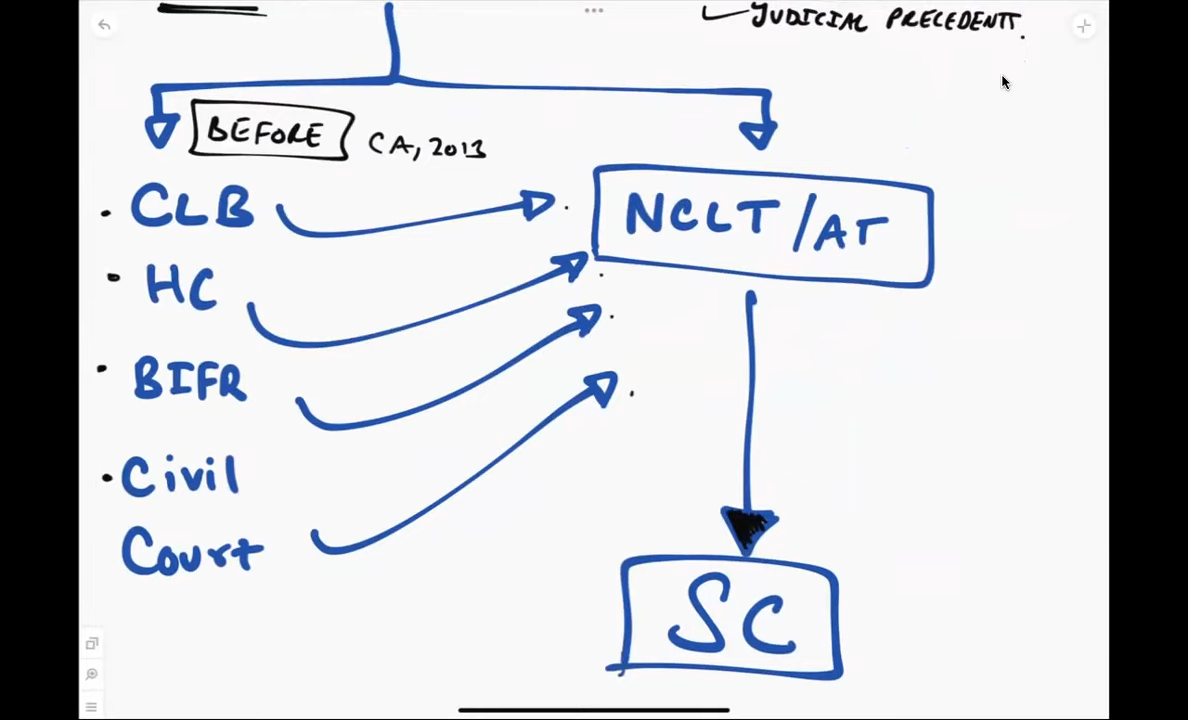 JUDICIAL PRECEDENTT.
BEFORE CA, 2013
CLB
NCLT/AT
HC
BIFR
Civil
Court
SC